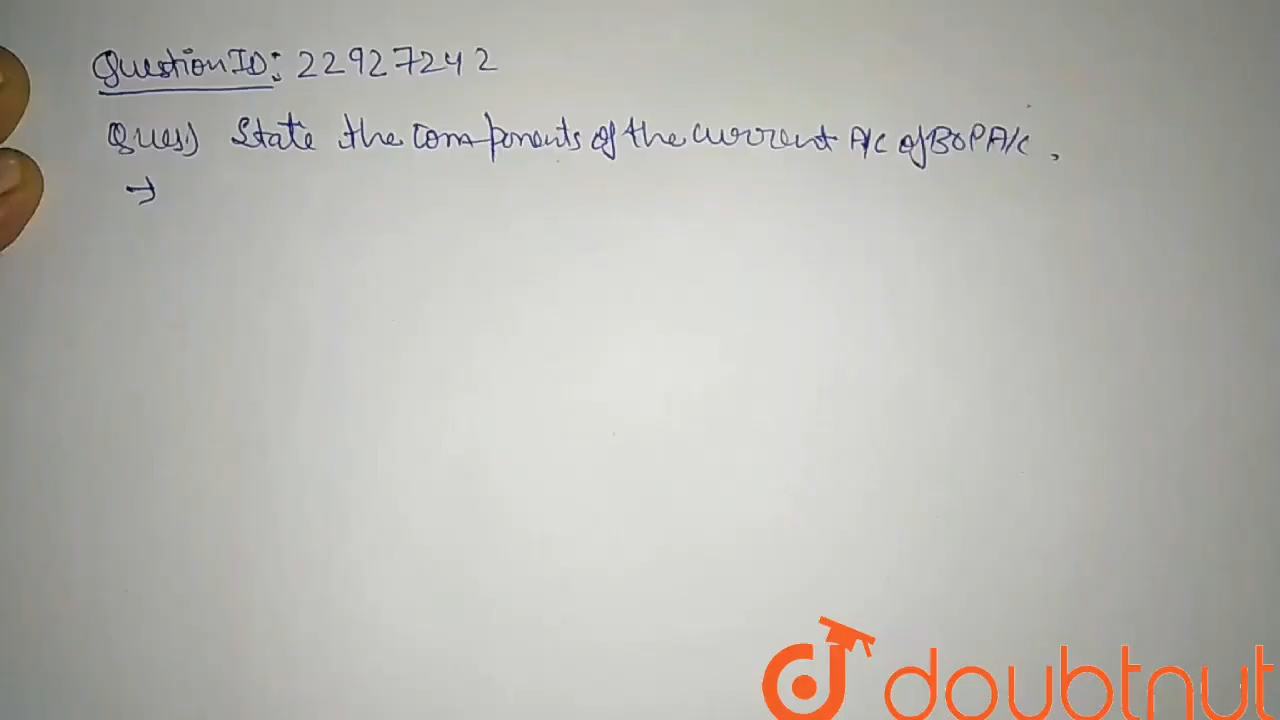 Question ID: 22927242
Ques) State the components of the current A/C of BOP A/C.
→
doubtnut